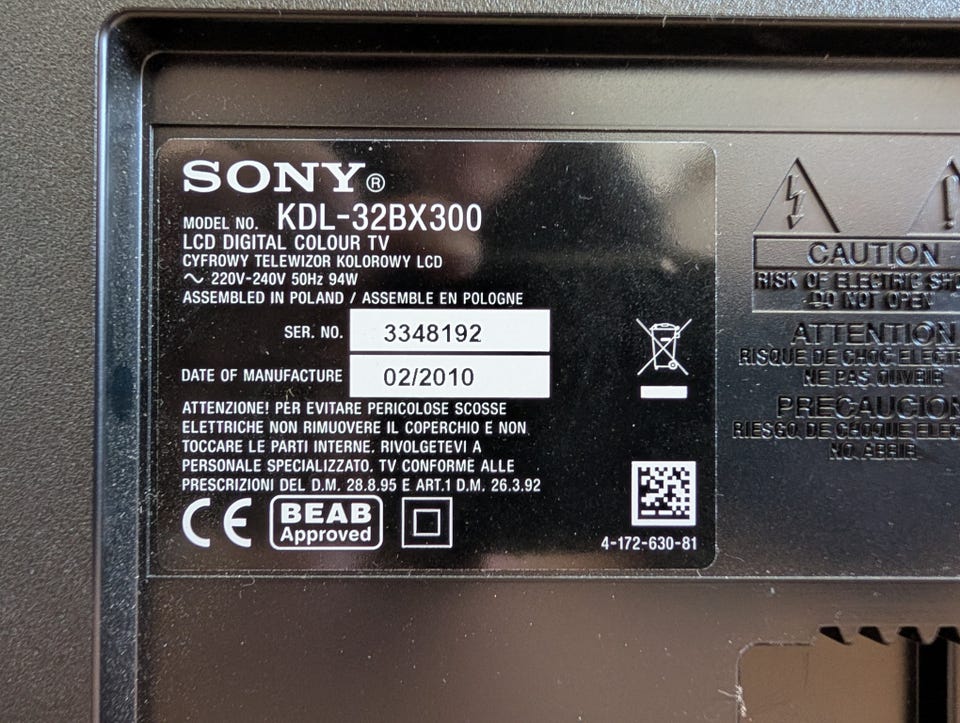 SONY®
MODEL NO. KDL-32BX300
LCD DIGITAL COLOUR TV
CYFROWY TELEWIZOR KOLOROWY LCD
～ 220V-240V 50Hz 94W
ASSEMBLED IN POLAND / ASSEMBLE EN POLOGNE
SER. NO. 3348192
DATE OF MANUFACTURE 02/2010
ATTENZIONE! PER EVITARE PERICOLOSE SCOSSE
ELETTRICHE NON RIMUOVERE IL COPERCHIO E NON
TOCCARE LE PARTI INTERNE. RIVOLGETEVI A
PERSONALE SPECIALIZZATO. TV CONFORME ALLE
PRESCRIZIONI DEL D.M. 28.8.95 E ART.1 D.M. 26.3.92
CE
BEAB
Approved
4-172-630-81
CAUTION
RISK OF ELECTRIC
DO NOT OPEN
ATTENTION
RISQUE DE CHOC
NE PAS OUVRIR
PRECAUCION
RIESGO DE CHOQUE
NO ABRIR